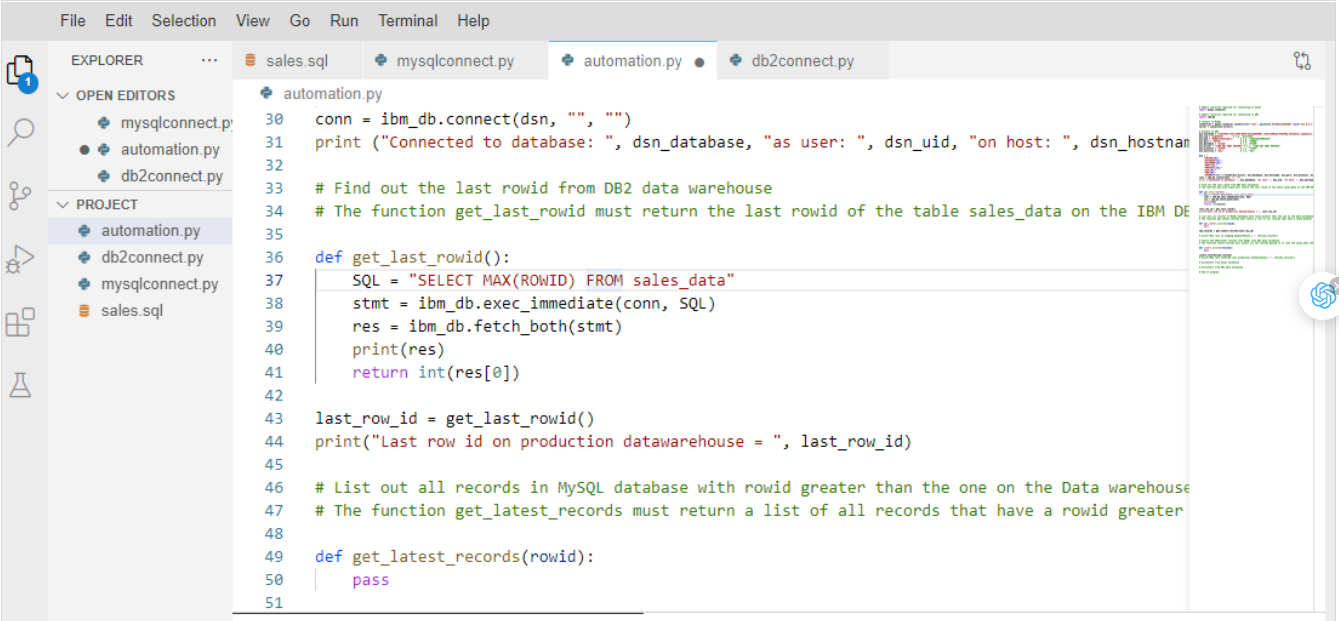 File Edit Selection View Go Run Terminal Help
EXPLORER ···
sales.sql mysqlconnect.py automation.py db2connect.py
1
OPEN EDITORS
mysqlconnect.py
automation.py
db2connect.py
PROJECT
automation.py
db2connect.py
mysqlconnect.py
sales.sql
automation.py
30 conn = ibm_db.connect(dsn, "", "")
31 print ("Connected to database: ", dsn_database, "as user: ", dsn_uid, "on host: ", dsn_hostnam
32
33 # Find out the last rowid from DB2 data warehouse
34 # The function get_last_rowid must return the last rowid of the table sales_data on the IBM DB
35
36 def get_last_rowid():
37 SQL = "SELECT MAX(ROWID) FROM sales_data"
38 stmt = ibm_db.exec_immediate(conn, SQL)
39 res = ibm_db.fetch_both(stmt)
40 print(res)
41 return int(res[0])
42
43 last_row_id = get_last_rowid()
44 print("Last row id on production datawarehouse = ", last_row_id)
45
46 # List out all records in MySQL database with rowid greater than the one on the Data warehouse
47 # The function get_latest_records must return a list of all records that have a rowid greater
48
49 def get_latest_records(rowid):
50 pass
51